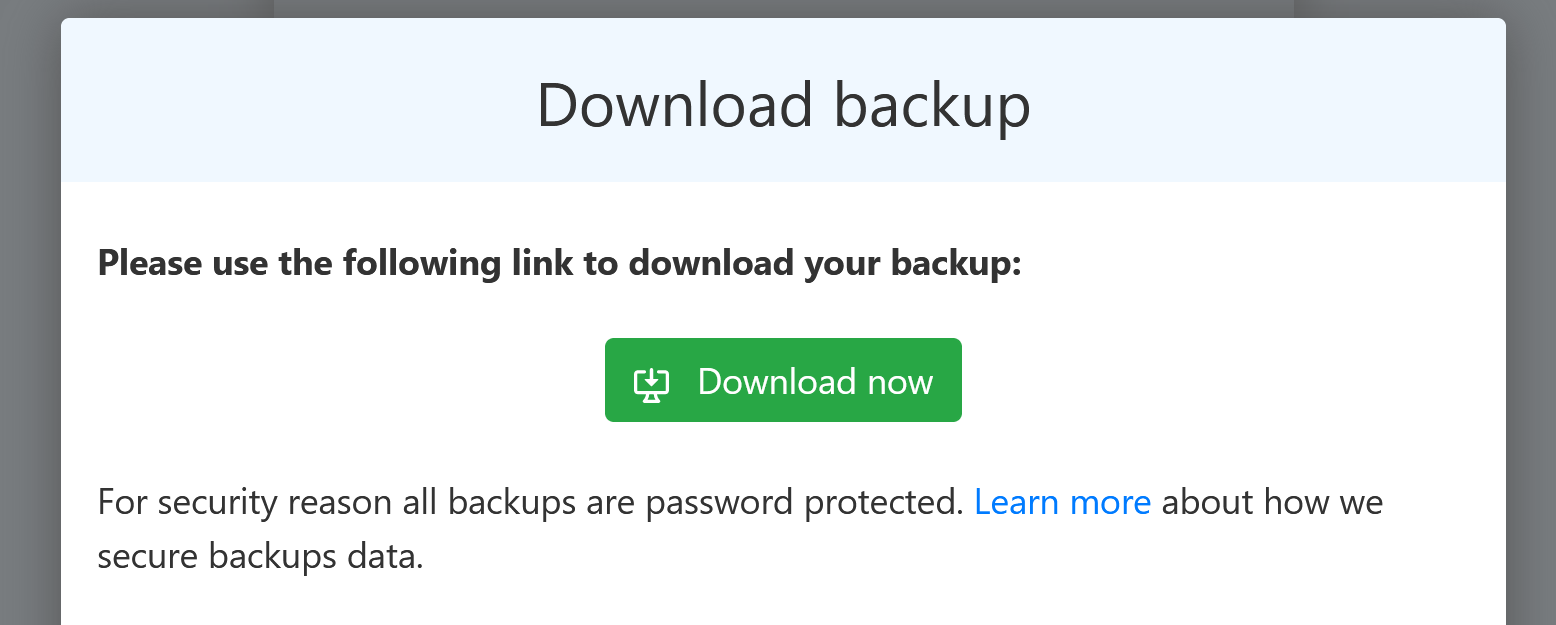 Download backup
Please use the following link to download your backup:
Download now
For security reason all backups are password protected. Learn more about how we
secure backups data.